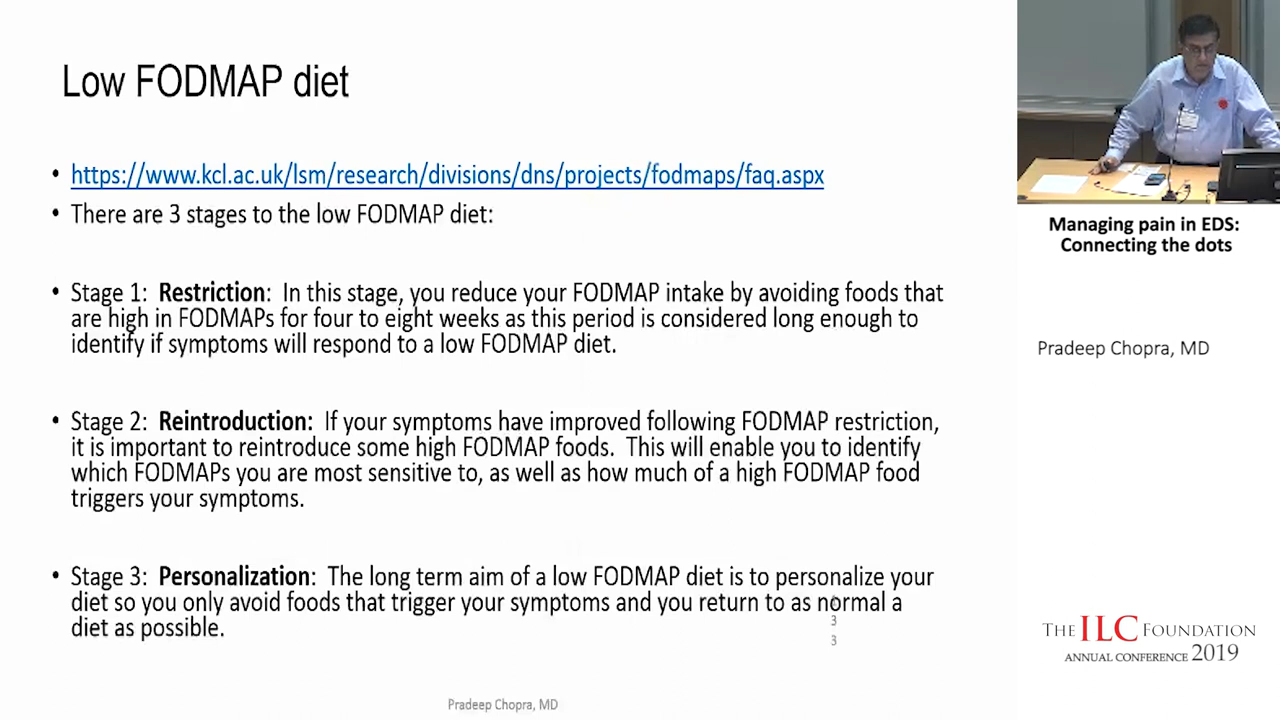 Low FODMAP diet
• https://www.kcl.ac.uk/lsm/research/divisions/dns/projects/fodmaps/faq.aspx
• There are 3 stages to the low FODMAP diet:
• Stage 1: Restriction: In this stage, you reduce your FODMAP intake by avoiding foods that
are high in FODMAPs for four to eight weeks as this period is considered long enough to
identify if symptoms will respond to a low FODMAP diet.
• Stage 2: Reintroduction: If your symptoms have improved following FODMAP restriction,
it is important to reintroduce some high FODMAP foods. This will enable you to identify
which FODMAPs you are most sensitive to, as well as how much of a high FODMAP food
triggers your symptoms.
• Stage 3: Personalization: The long term aim of a low FODMAP diet is to personalize your
diet so you only avoid foods that trigger your symptoms and you return to as normal a
diet as possible.
3
3
Pradeep Chopra, MD
Managing pain in EDS:
Connecting the dots
Pradeep Chopra, MD
THE ILC FOUNDATION
ANNUAL CONFERENCE 2019